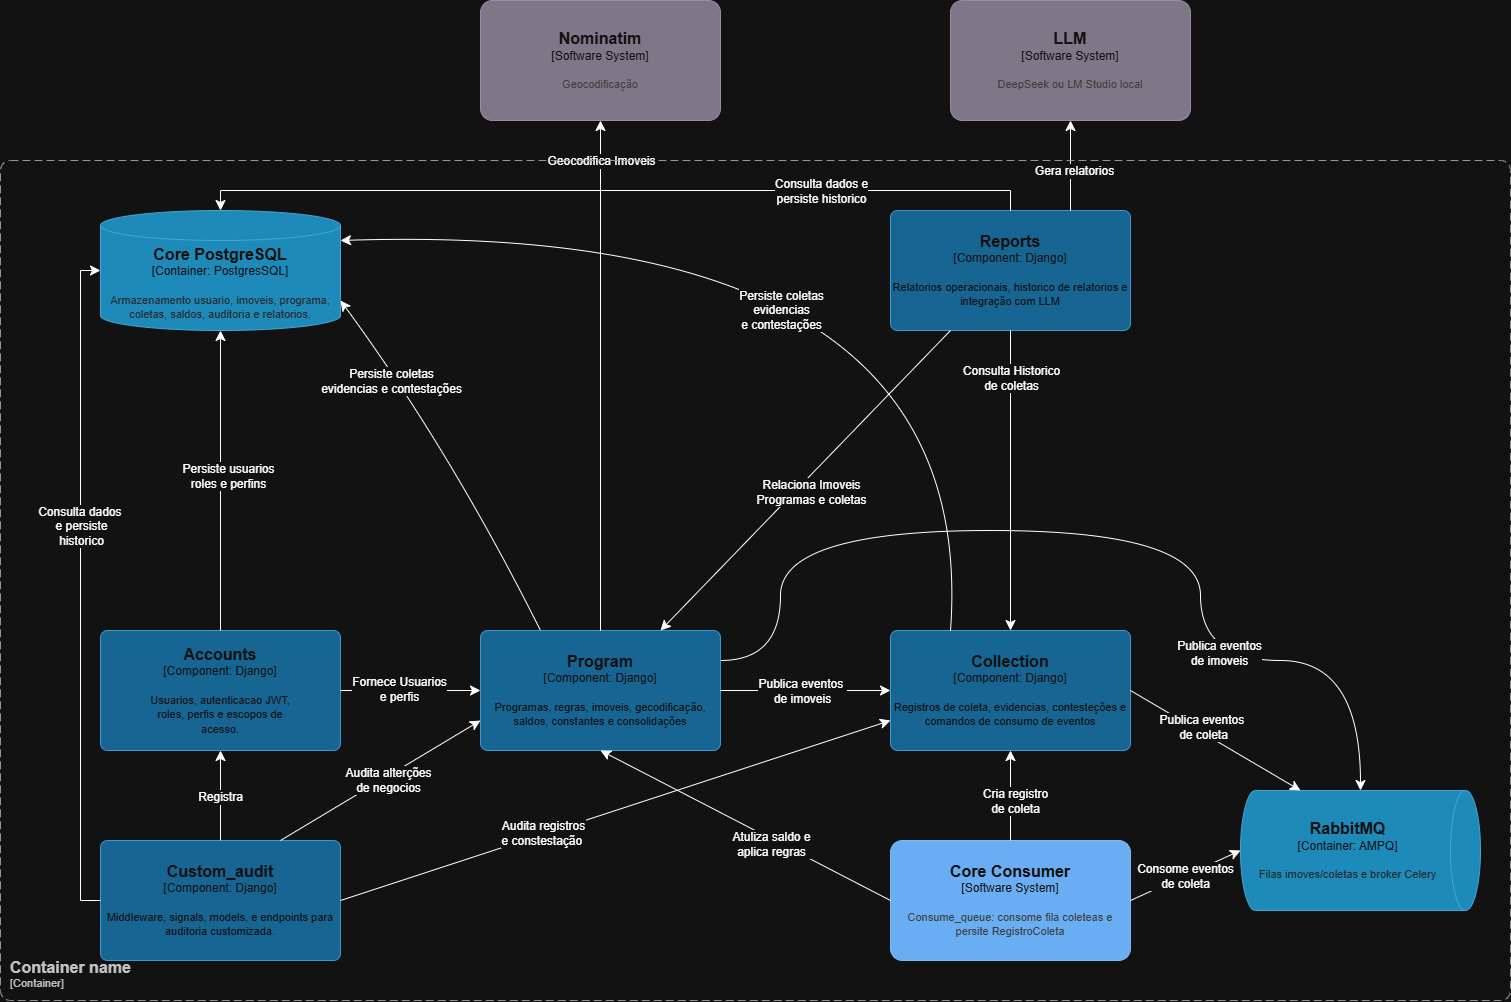 Nominatim
[Software System]
Geocodificação
LLM
[Software System]
DeepSeek ou LM Studio local
Geocodifica Imoveis
Gera relatorios
Consulta dados e
persiste historico
Core PostgreSQL
[Container: PostgresSQL]
Armazenamento usuario, imoveis, programa,
coletas, saldos, auditoria e relatorios.
Reports
[Component: Django]
Relatorios operacionais, historico de relatorios e
integração com LLM
Persiste coletas
evidencias
e contestações
Persiste coletas
evidencias e contestações
Consulta Historico
de coletas
Persiste usuarios
roles e perfins
Relaciona Imoveis
Programas e coletas
Consulta dados
e persiste
historico
Accounts
[Component: Django]
Usuarios, autenticacao JWT,
roles, perfis e escopos de
acesso.
Fornece Usuarios
e perfis
Program
[Component: Django]
Programas, regras, imoveis, gecodificação,
saldos, constantes e consolidações
Publica eventos
de imoveis
Collection
[Component: Django]
Registros de coleta, evidencias, contesteções e
comandos de consumo de eventos
Publica eventos
de imoveis
Publica eventos
de coleta
Registra
Audita alterções
de negocios
Audita registros
e constestação
Atuliza saldo e
aplica regras
Cria registro
de coleta
Custom_audit
[Component: Django]
Middleware, signals, models, e endpoints para
auditoria customizada.
Core Consumer
[Software System]
Consume_queue: consome fila coleteas e
persite RegistroColeta
Consome eventos
de coleta
RabbitMQ
[Container: AMPQ]
Filas imoves/coletas e broker Celery
Container name
[Container]